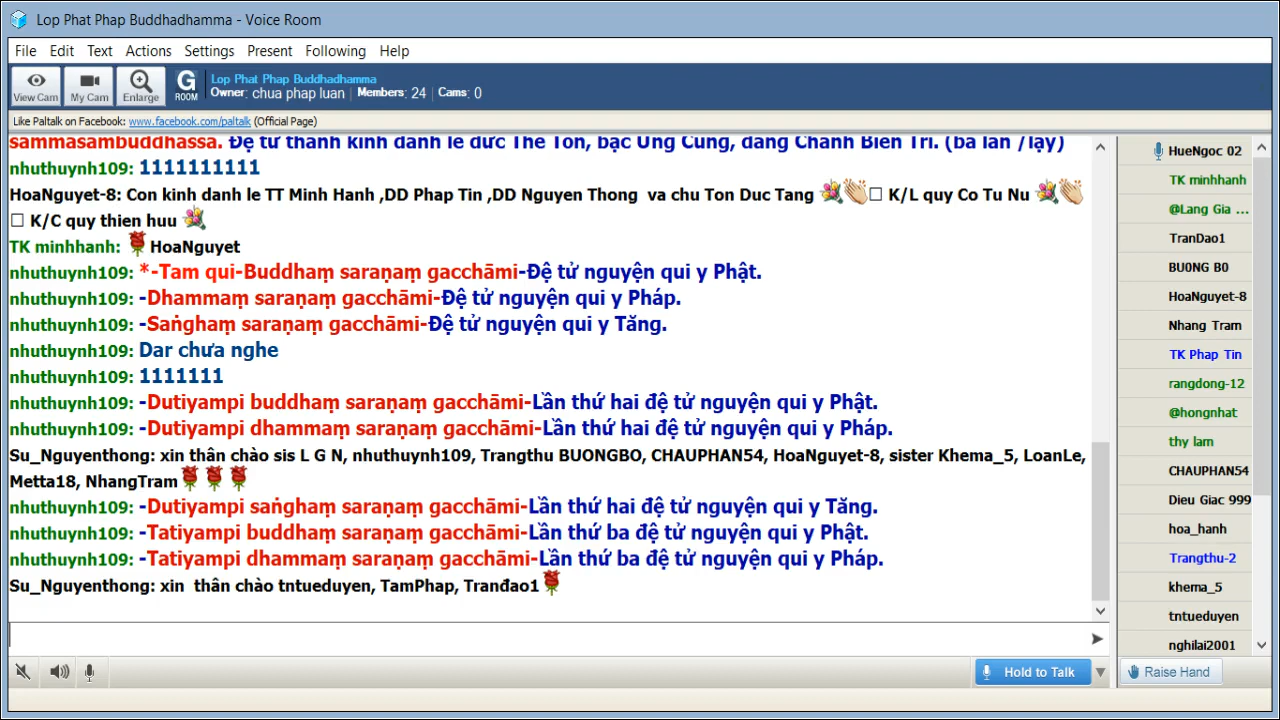 Lop Phat Phap Buddhadhamma - Voice Room
File Edit Text Actions Settings Present Following Help
View Cam My Cam Enlarge G ROOM
Lop Phat Phap Buddhadhamma
Owner: chua phap luan | Members: 24 | Cams: 0
Like Paltalk on Facebook: www.facebook.com/paltalk (Official Page)
sammasambuddhassa. Đệ tử thành kính đảnh lễ đức Thế Tôn, bậc Ứng Cúng, đấng Chánh Biến Tri. (ba lần /lạy)
nhuthuynh109: 1111111111
HoaNguyet-8: Con kinh danh le TT Minh Hanh ,DD Phap Tin ,DD Nguyen Thong va chu Ton Duc Tang 💐👏□ K/L quy Co Tu Nu 💐👏
□ K/C quy thien huu 💐
TK minhhanh: 🌹HoaNguyet
nhuthuynh109: *-Tam qui-Buddhaṃ saraṇaṃ gacchāmi-Đệ tử nguyện qui y Phật.
nhuthuynh109: -Dhammaṃ saraṇaṃ gacchāmi-Đệ tử nguyện qui y Pháp.
nhuthuynh109: -Saṅghaṃ saraṇaṃ gacchāmi-Đệ tử nguyện qui y Tăng.
nhuthuynh109: Dar chưa nghe
nhuthuynh109: 1111111
nhuthuynh109: -Dutiyampi buddhaṃ saraṇaṃ gacchāmi-Lần thứ hai đệ tử nguyện qui y Phật.
nhuthuynh109: -Dutiyampi dhammaṃ saraṇaṃ gacchāmi-Lần thứ hai đệ tử nguyện qui y Pháp.
Su_Nguyenthong: xin thân chào sis L G N, nhuthuynh109, Trangthu BUONGBO, CHAUPHAN54, HoaNguyet-8, sister Khema_5, LoanLe,
Metta18, NhangTram🌹🌹🌹
nhuthuynh109: -Dutiyampi saṅghaṃ saraṇaṃ gacchāmi-Lần thứ hai đệ tử nguyện qui y Tăng.
nhuthuynh109: -Tatiyampi buddhaṃ saraṇaṃ gacchāmi-Lần thứ ba đệ tử nguyện qui y Phật.
nhuthuynh109: -Tatiyampi dhammaṃ saraṇaṃ gacchāmi-Lần thứ ba đệ tử nguyện qui y Pháp.
Su_Nguyenthong: xin thân chào tntueduyen, TamPhap, Tranđao1🌹
HueNgoc 02
TK minhhanh
@Lang Gia ...
TranDao1
BU0NG B0
HoaNguyet-8
Nhang Tram
TK Phap Tin
rangdong-12
@hongnhat
thy lam
CHAUPHAN54
Dieu Giac 999
hoa_hanh
Trangthu-2
khema_5
tntueduyen
nghilai2001
Hold to Talk
Raise Hand